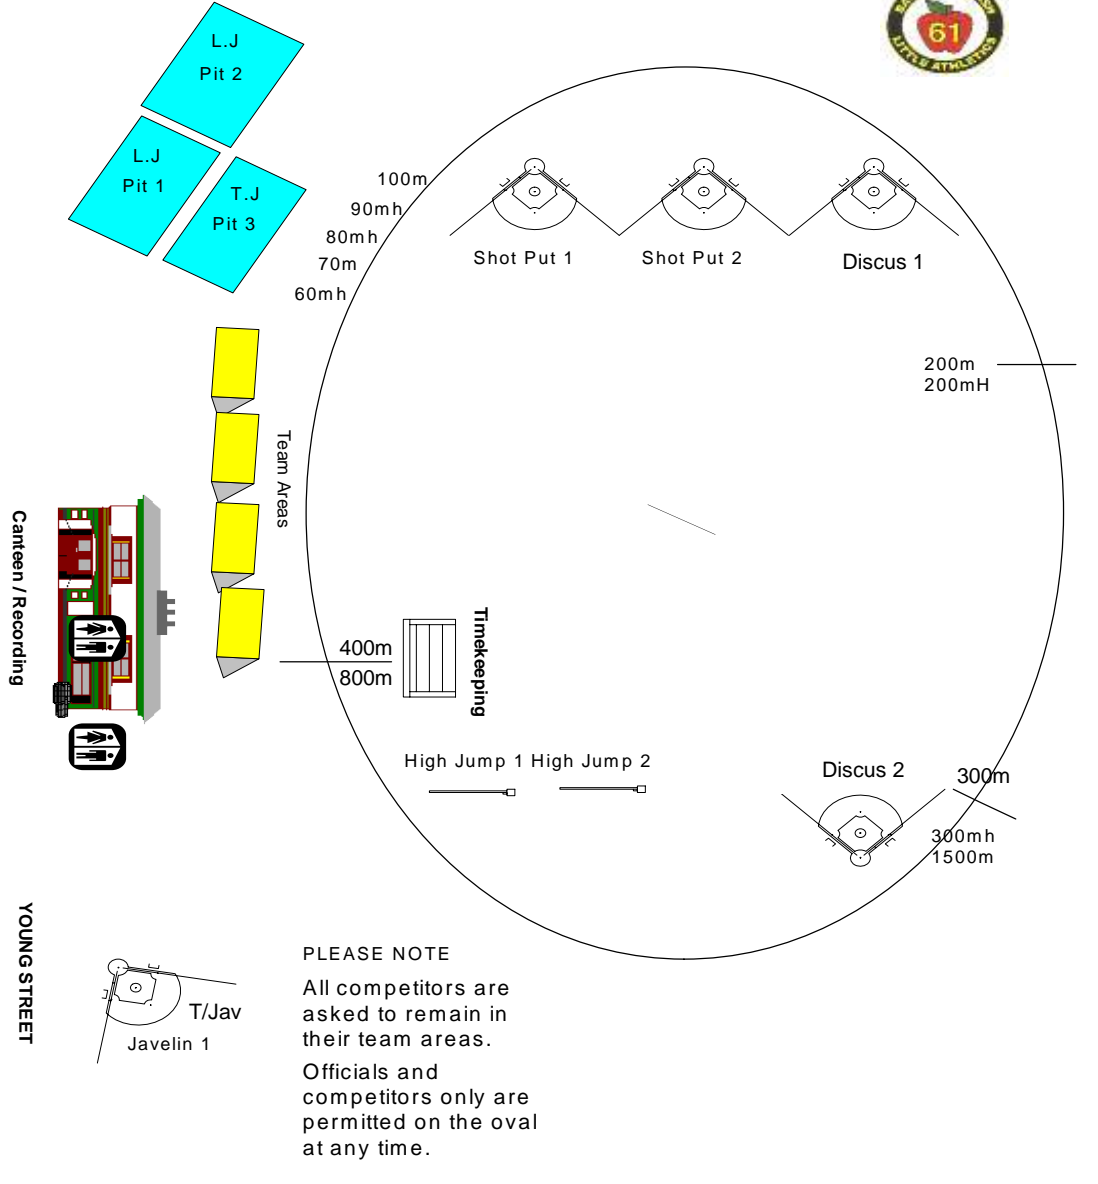 61
LITTLE ATHLETICS
L.J
Pit 2
L.J
Pit 1
T.J
Pit 3
100m
90mh
80mh
70m
60mh
Shot Put 1
Shot Put 2
Discus 1
200m
200mH
Team Areas
Canteen / Recording
400m
800m
Timekeeping
High Jump 1
High Jump 2
Discus 2
300m
300mh
1500m
YOUNG STREET
T/Jav
Javelin 1
PLEASE NOTE
All competitors are
asked to remain in
their team areas.
Officials and
competitors only are
permitted on the oval
at any time.